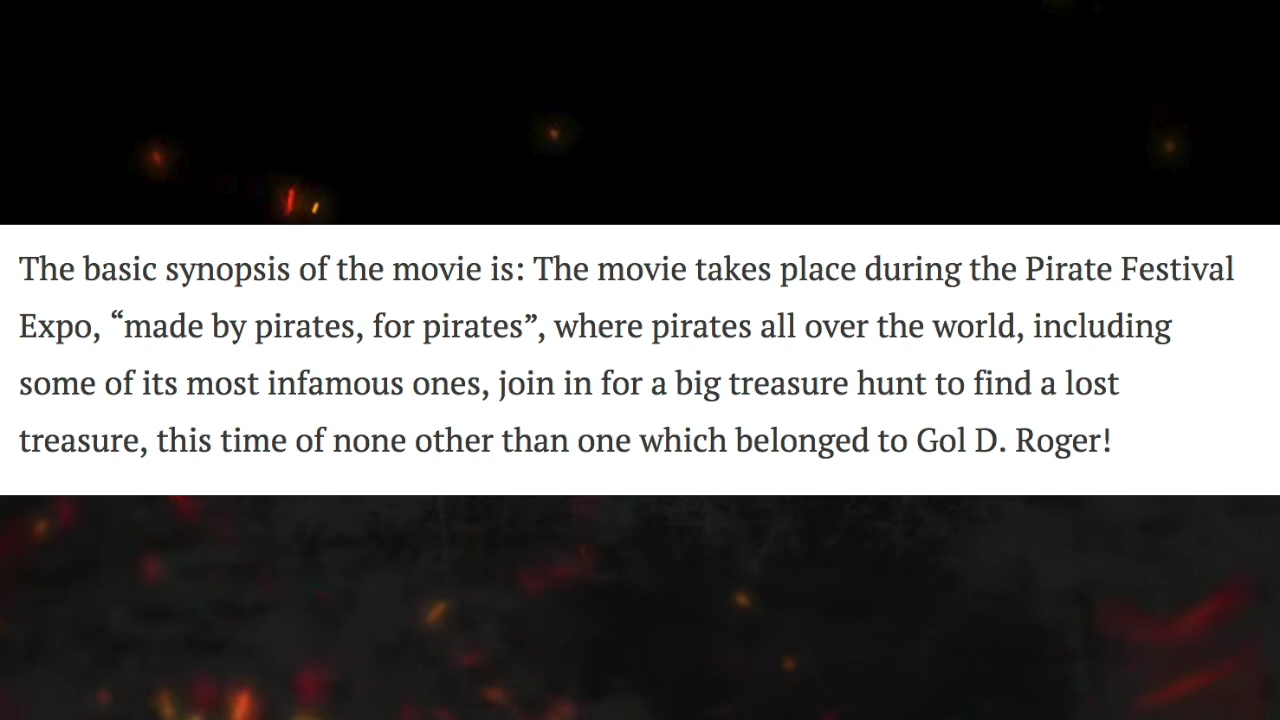 The basic synopsis of the movie is: The movie takes place during the Pirate Festival
Expo, “made by pirates, for pirates”, where pirates all over the world, including
some of its most infamous ones, join in for a big treasure hunt to find a lost
treasure, this time of none other than one which belonged to Gol D. Roger!